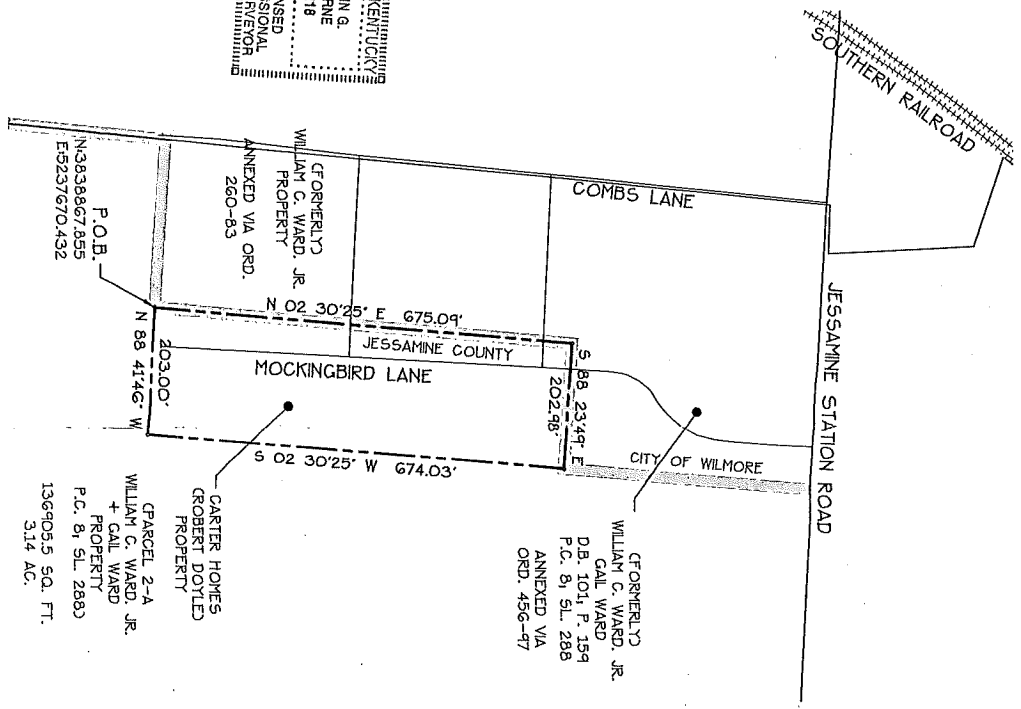 KENTUCKY
N G.
RNE
18
NSED
SSIONAL
RVEYOR
SOUTHERN RAILROAD
COMBS LANE
JESSAMINE STATION ROAD
(FORMERLY)
WILLIAM C. WARD, JR.
PROPERTY
ANNEXED VIA ORD.
260-83
P.O.B.
N:3838867.855
E:5237670.432
N 02 30'25" E 675.09'
JESSAMINE COUNTY
MOCKINGBIRD LANE
S 88 23'49" E
202.98'
CITY OF WILMORE
N 88 41'46" W
203.00'
S 02 30'25" W 674.03'
(FORMERLY)
WILLIAM C. WARD, JR.
GAIL WARD
D.B. 101, P. 159
P.C. 8, SL. 288
ANNEXED VIA
ORD. 456-97
CARTER HOMES
(ROBERT DOYLE)
PROPERTY
(PARCEL 2-A
WILLIAM C. WARD, JR.
+ GAIL WARD
PROPERTY
P.C. 8, SL. 288)
136905.5 SQ. FT.
3.14 AC.